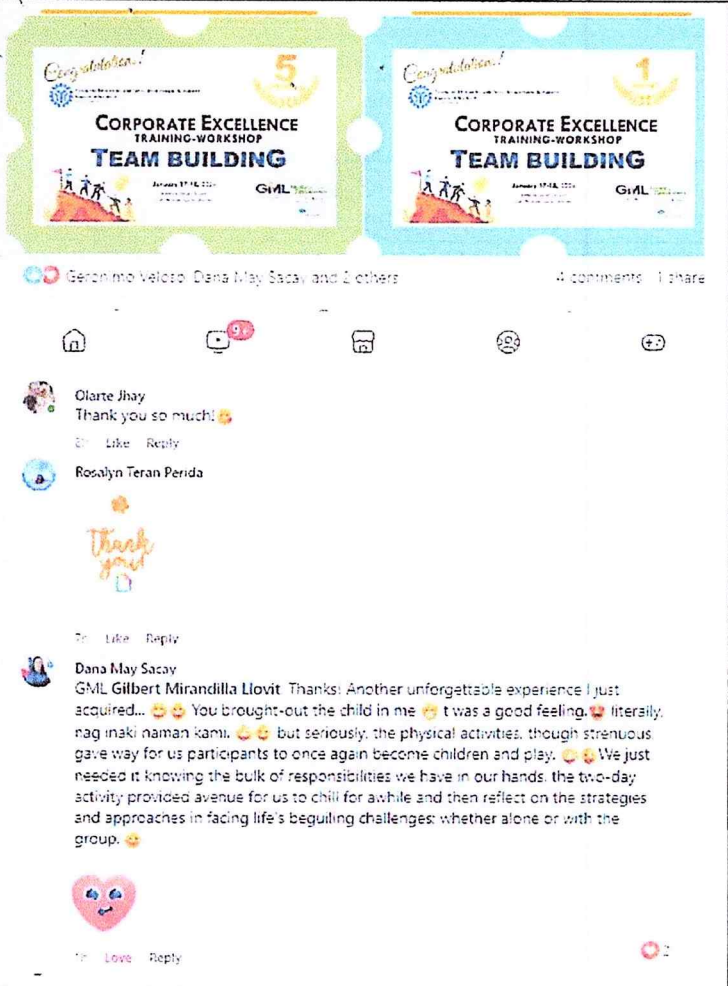 Congratulation!
5
CORPORATE EXCELLENCE
TRAINING-WORKSHOP
TEAM BUILDING
GML
Congratulation!
1
CORPORATE EXCELLENCE
TRAINING-WORKSHOP
TEAM BUILDING
GML
Geronimo Veloso, Dana May Sacay and 2 others
4 comments 1 share
9+
Olarte Jhay
Thank you so much!
Like Reply
Rosalyn Teran Perida
thank
you!
Like Reply
Dana May Sacay
GML Gilbert Mirandilla Llovit Thanks! Another unforgettable experience I just
acquired... You brought-out the child in me t was a good feeling. literally,
nag inaki naman kami. but seriously, the physical activities, though strenuous,
gave way for us participants to once again become children and play. We just
needed it knowing the bulk of responsibilities we have in our hands. the two-day
activity provided avenue for us to chill for awhile and then reflect on the strategies
and approaches in facing life's beguiling challenges; whether alone or with the
group.
Love Reply
2